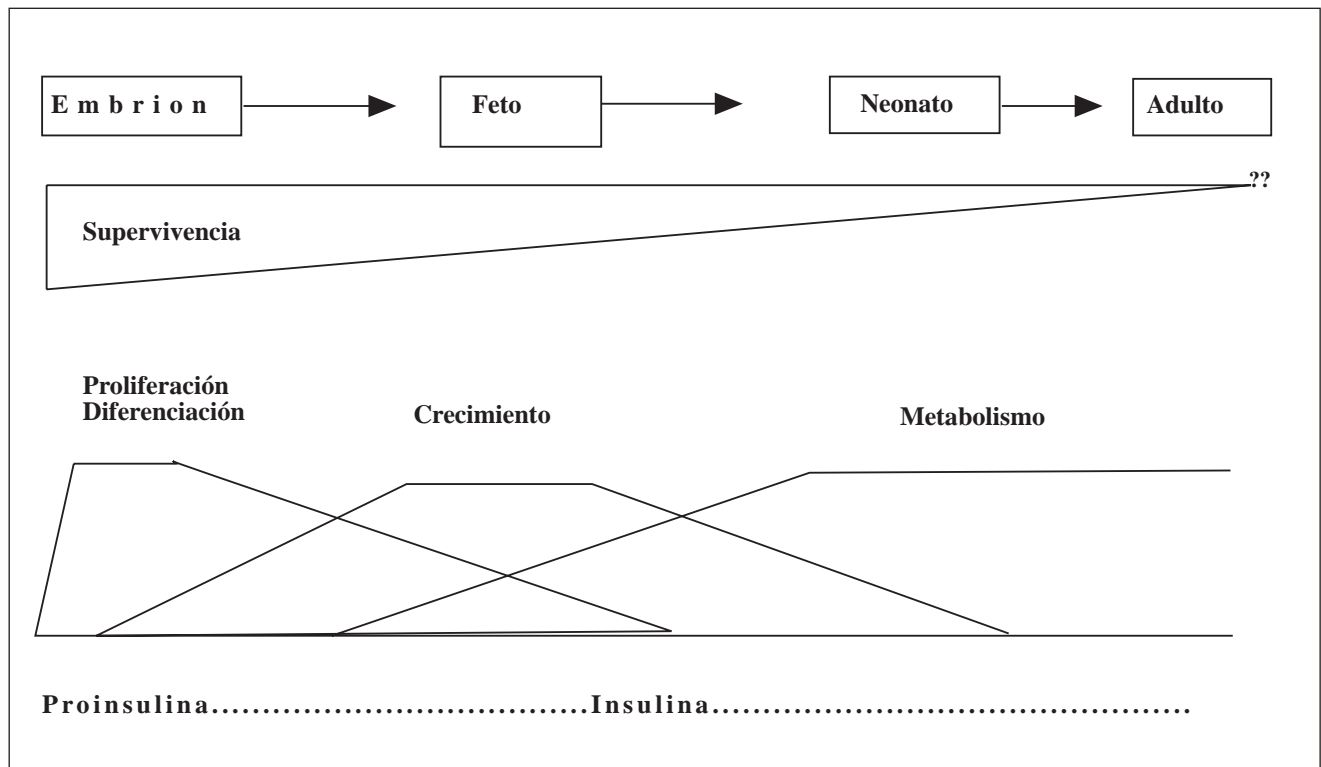 Embrion
Feto
Neonato
Adulto
??
Supervivencia
Proliferación
Diferenciación
Crecimiento
Metabolismo
Proinsulina.....................................Insulina...............................................